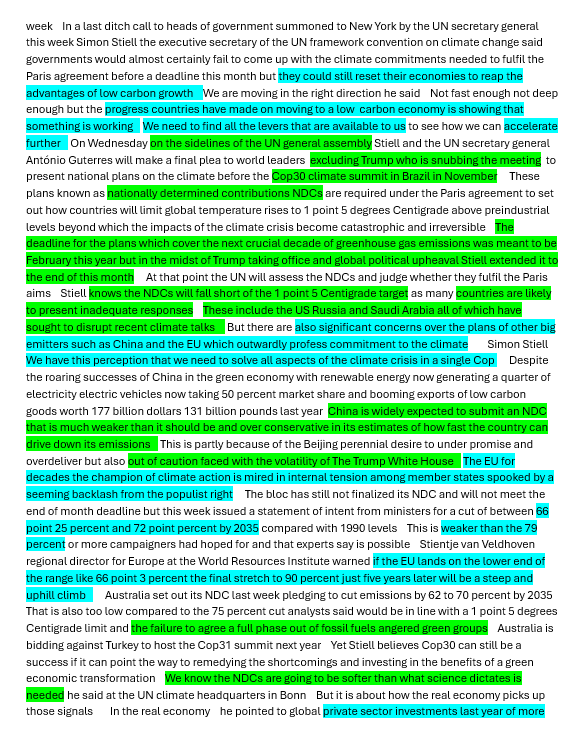 week   In a last ditch call to heads of government summoned to New York by the UN secretary general
this week Simon Stiell the executive secretary of the UN framework convention on climate change said
governments would almost certainly fail to come up with the climate commitments needed to fulfil the
Paris agreement before a deadline this month but they could still reset their economies to reap the
advantages of low carbon growth   We are moving in the right direction he said   Not fast enough not deep
enough but the progress countries have made on moving to a low  carbon economy is showing that
something is working   We need to find all the levers that are available to us to see how we can accelerate
further   On Wednesday on the sidelines of the UN general assembly Stiell and the UN secretary general
António Guterres will make a final plea to world leaders  excluding Trump who is snubbing the meeting  to
present national plans on climate before the Cop30 climate summit in Brazil in November    These
plans known as nationally determined contributions NDCs are required under the Paris agreement to set
out how countries will limit global temperature rises to 1 point 5 degrees Centigrade above preindustrial
levels beyond which the impacts of the climate crisis become catastrophic and irreversible   The
deadline for the plans which cover the next crucial decade of greenhouse gas emissions was meant to be
February this year but in the midst of Trump taking office and global political upheaval Stiell extended it to
the end of this month    At that point the UN will assess the NDCs and judge whether they fulfil the Paris
aims   Stiell knows the NDCs will fall short of the 1 point 5 Centigrade target as many countries are likely
to present inadequate responses   These include the US Russia and Saudi Arabia all of which have
sought to disrupt recent climate talks   But there are also significant concerns over the plans of other big
emitters such as China and the EU which outwardly profess commitment to the climate      Simon Stiell
We have this perception that we need to solve all aspects of the climate crisis in a single Cop     Despite
the roaring successes of China in the green economy with renewable energy now generating a quarter of
electricity electric vehicles now taking 50 percent market share and booming exports of low carbon
goods worth 177 billion dollars 131 billion pounds last year  China is widely expected to submit an NDC
that is much weaker than it should be and over conservative in its estimates of how fast the country can
drive down its emissions   This is partly because of the Beijing perennial desire to under promise and
overdeliver but also out of caution faced with the volatility of The Trump White House   The EU for
decades the champion of climate action is mired in internal tension among member states spooked by a
seeming backlash from the populist right    The bloc has still not finalized its NDC and will not meet the
end of month deadline but this week issued a statement of intent from ministers for a cut of between 66
point 25 percent and 72 point percent by 2035 compared with 1990 levels   This is weaker than the 79
percent or more campaigners had hoped for and that experts say is possible   Stientje van Veldhoven
regional director for Europe at the World Resources Institute warned if the EU lands on the lower end of
the range like 66 point 3 percent the final stretch to 90 percent just five years later will be a steep and
uphill climb      Australia set out its NDC last week pledging to cut emissions by 62 to 70 percent by 2035
That is also too low compared to the 75 percent cut analysts said would be in line with a 1 point 5 degrees
Centigrade limit and the failure to agree a full phase out of fossil fuels angered green groups   Australia is
bidding against Turkey to host the Cop31 summit next year   Yet Stiell believes Cop30 can still be a
success if it can point the way to remedying the shortcomings and investing in the benefits of a green
economic transformation   We know the NDCs are going to be softer than what science dictates is
needed he said at the UN climate headquarters in Bonn   But it is about how the real economy picks up
those signals     In the real economy   he pointed to global private sector investments last year of more